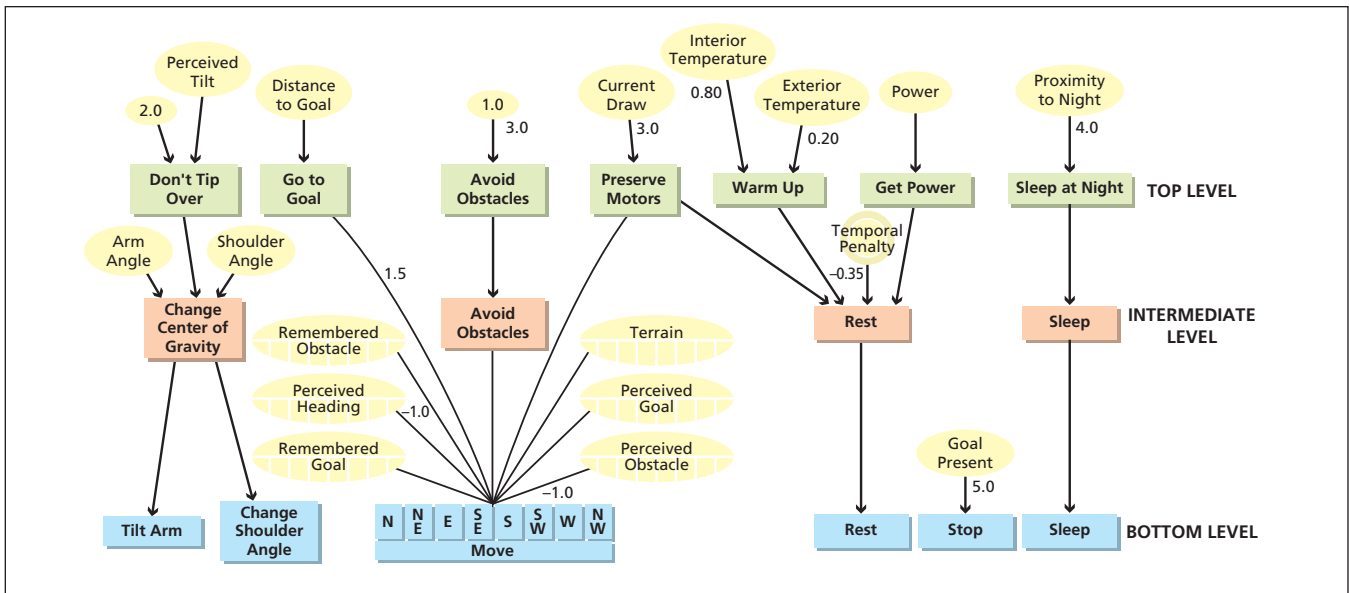 Perceived
Tilt
2.0
Distance
to Goal
1.0
3.0
Current
Draw
3.0
Interior
Temperature
0.80
Exterior
Temperature
0.20
Power
Proximity
to Night
4.0
Don't Tip
Over
Go to
Goal
Avoid
Obstacles
Preserve
Motors
Warm Up
Get Power
Sleep at Night
TOP LEVEL
Arm
Angle
Shoulder
Angle
1.5
Temporal
Penalty
–0.35
Change
Center of
Gravity
Avoid
Obstacles
Rest
Sleep
INTERMEDIATE
LEVEL
Remembered
Obstacle
Terrain
Perceived
Heading
–1.0
Perceived
Goal
Remembered
Goal
Perceived
Obstacle
–1.0
Goal
Present
5.0
Tilt Arm
Change
Shoulder
Angle
N
N
E
E
S
E
S
S
W
W
N
W
Move
Rest
Stop
Sleep
BOTTOM LEVEL